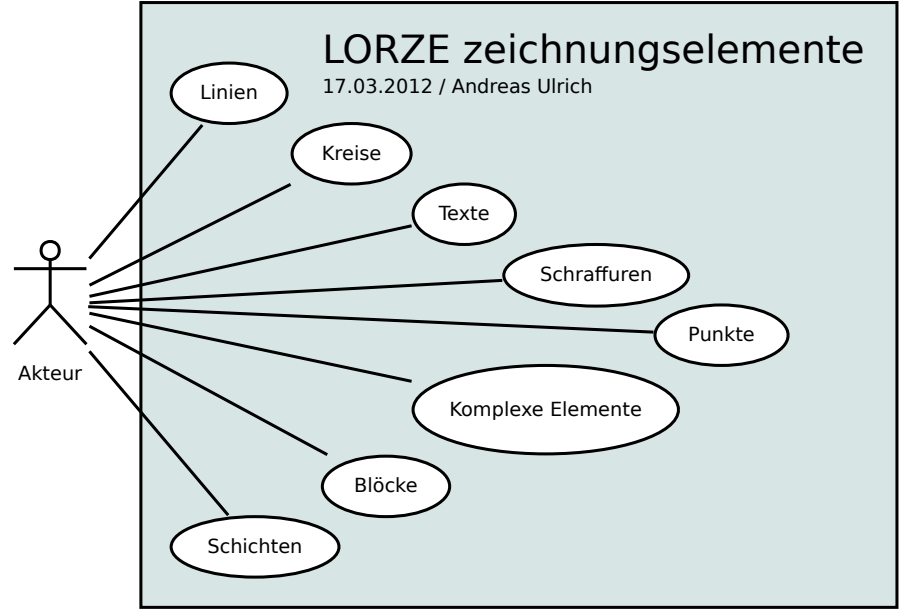 LORZE zeichnungselemente
17.03.2012 / Andreas Ulrich
Linien
Kreise
Texte
Schraffuren
Punkte
Akteur
Komplexe Elemente
Blöcke
Schichten